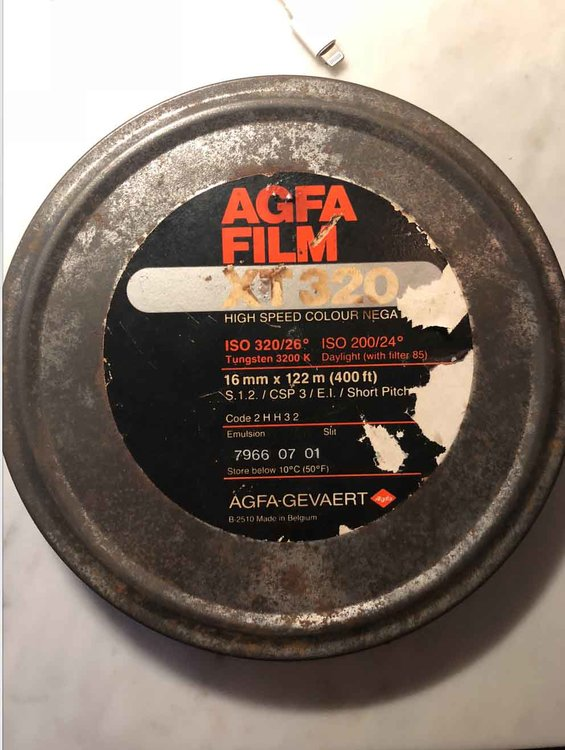 AGFA
FILM
XT 320
HIGH SPEED COLOUR NEGA
ISO 320/26° ISO 200/24°
Tungsten 3200 K Daylight (with filter 85)
16 mm x 122 m (400 ft)
S.1.2. / CSP 3 / E.I. / Short Pitch
Code 2 H H 3 2
Emulsion Slit
7966 07 01
Store below 10°C (50°F)
AGFA-GEVAERT Agfa
B-2510 Made in Belgium